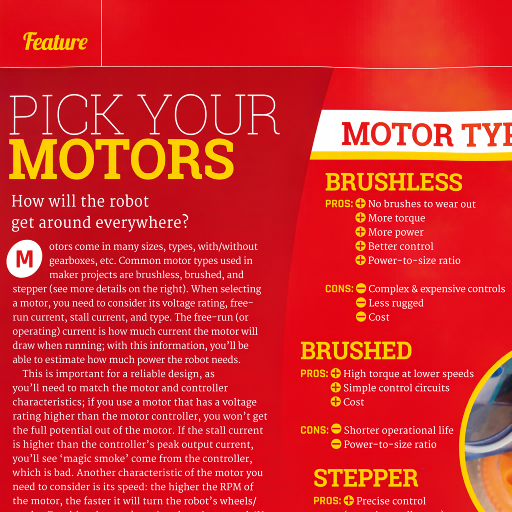 Feature
PICK YOUR
MOTORS
How will the robot
get around everywhere?
Motors come in many sizes, types, with/without
gearboxes, etc. Common motor types used in
maker projects are brushless, brushed, and
stepper (see more details on the right). When selecting
a motor, you need to consider its voltage rating, free-
run current, stall current, and type. The free-run (or
operating) current is how much current the motor will
draw when running; with this information, you'll be
able to estimate how much power the robot needs.
This is important for a reliable design, as
you'll need to match the motor and controller
characteristics; if you use a motor that has a voltage
rating higher than the motor controller, you won't get
the full potential out of the motor. If the stall current
is higher than the controller's peak output current,
you'll see 'magic smoke' come from the controller,
which is bad. Another characteristic of the motor you
need to consider is its speed: the higher the RPM of
the motor, the faster it will turn the robot's wheels/
MOTOR TYP
BRUSHLESS
PROS: + No brushes to wear out
+ More torque
+ More power
+ Better control
+ Power-to-size ratio
CONS: − Complex & expensive controls
− Less rugged
− Cost
BRUSHED
PROS: + High torque at lower speeds
+ Simple control circuits
+ Cost
CONS: − Shorter operational life
− Power-to-size ratio
STEPPER
PROS: + Precise control